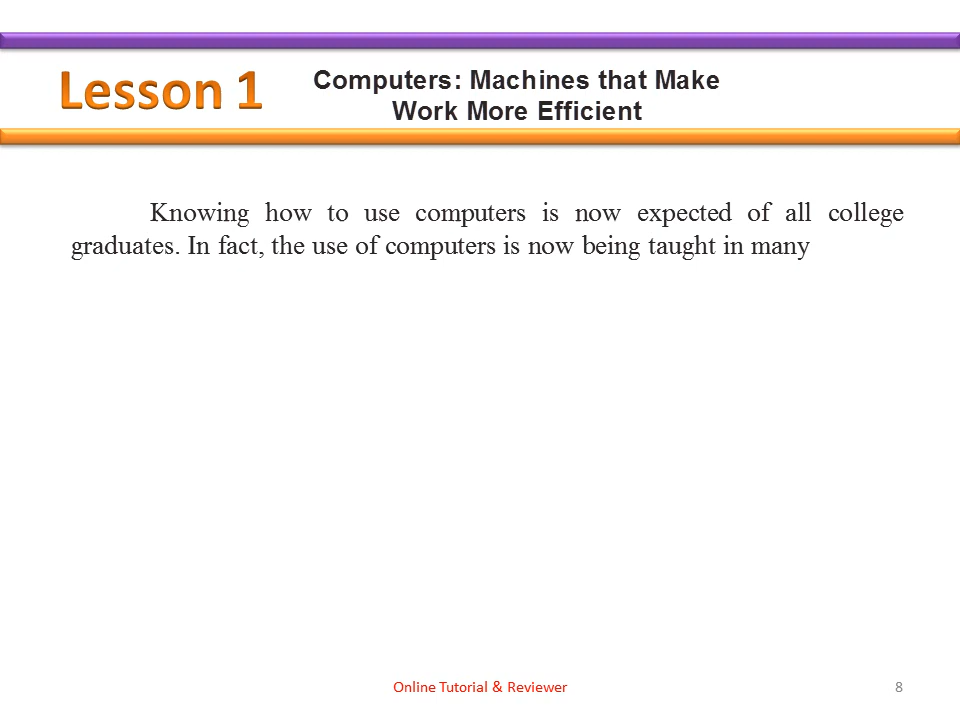 Lesson 1
Computers: Machines that Make
Work More Efficient
Knowing how to use computers is now expected of all college
graduates. In fact, the use of computers is now being taught in many
Online Tutorial & Reviewer
8